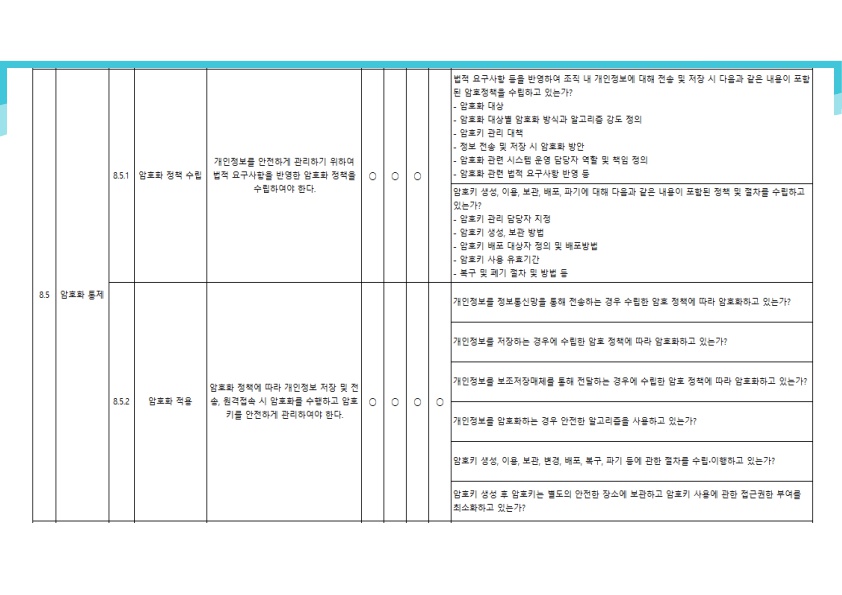 8.5
암호화 통제
8.5.1
암호화 정책 수립
개인정보를 안전하게 관리하기 위하여
법적 요구사항을 반영한 암호화 정책을
수립하여야 한다.
○ ○ ○
법적 요구사항 등을 반영하여 조직 내 개인정보에 대해 전송 및 저장 시 다음과 같은 내용이 포함
된 암호정책을 수립하고 있는가?
- 암호화 대상
- 암호화 대상별 암호화 방식과 알고리즘 강도 정의
- 암호키 관리 대책
- 정보 전송 및 저장 시 암호화 방안
- 암호화 관련 시스템 운영 담당자 역할 및 책임 정의
- 암호화 관련 법적 요구사항 반영 등
암호키 생성, 이용, 보관, 배포, 파기에 대해 다음과 같은 내용이 포함된 정책 및 절차를 수립하고
있는가?
- 암호키 관리 담당자 지정
- 암호키 생성, 보관 방법
- 암호키 배포 대상자 정의 및 배포방법
- 암호키 사용 유효기간
- 복구 및 폐기 절차 및 방법 등
8.5.2
암호화 적용
암호화 정책에 따라 개인정보 저장 및 전
송, 원격접속 시 암호화를 수행하고 암호
키를 안전하게 관리하여야 한다.
○ ○ ○ ○
개인정보를 정보통신망을 통해 전송하는 경우 수립한 암호 정책에 따라 암호화하고 있는가?
개인정보를 저장하는 경우에 수립한 암호 정책에 따라 암호화하고 있는가?
개인정보를 보조저장매체를 통해 전달하는 경우에 수립한 암호 정책에 따라 암호화하고 있는가?
개인정보를 암호화하는 경우 안전한 알고리즘을 사용하고 있는가?
암호키 생성, 이용, 보관, 변경, 배포, 복구, 파기 등에 관한 절차를 수립·이행하고 있는가?
암호키 생성 후 암호키는 별도의 안전한 장소에 보관하고 암호키 사용에 관한 접근권한 부여를
최소화하고 있는가?